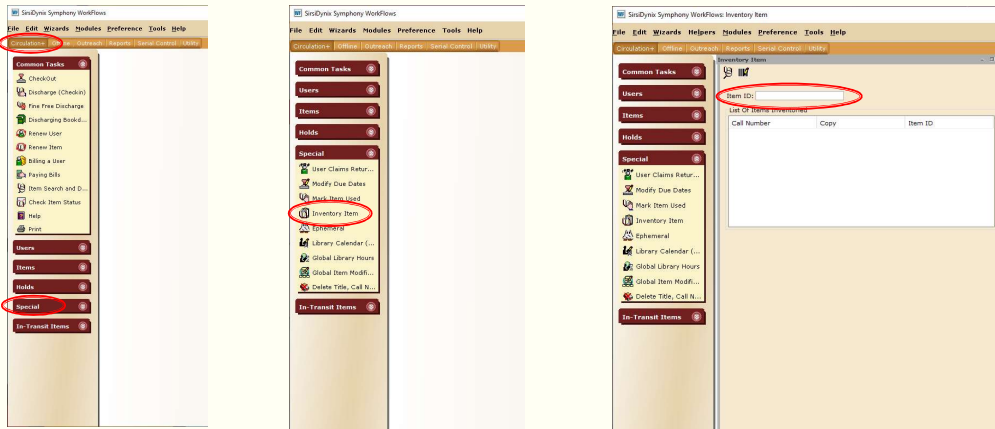 SirsiDynix Symphony WorkFlows
File Edit Wizards Modules Preference Tools Help
Circulation+ Offline Outreach Reports Serial Control Utility
Common Tasks
CheckOut
Discharge (Checkin)
Fine Free Discharge
Discharging Bookd...
Renew User
Renew Item
Billing a User
Paying Bills
Item Search and D...
Check Item Status
Help
Print
Users
Items
Holds
Special
In-Transit Items
SirsiDynix Symphony WorkFlows
File Edit Wizards Modules Preference Tools Help
Circulation+ Offline Outreach Reports Serial Control Utility
Common Tasks
Users
Items
Holds
Special
User Claims Retur...
Modify Due Dates
Mark Item Used
Inventory Item
Ephemeral
Library Calendar (...
Global Library Hours
Global Item Modifi...
Delete Title, Call N...
In-Transit Items
SirsiDynix Symphony WorkFlows: Inventory Item
File Edit Wizards Helpers Modules Preference Tools Help
Circulation+ Offline Outreach Reports Serial Control Utility
Inventory Item
Common Tasks
Users
Items
Holds
Special
User Claims Retur...
Modify Due Dates
Mark Item Used
Inventory Item
Ephemeral
Library Calendar (...
Global Library Hours
Global Item Modifi...
Delete Title, Call N...
In-Transit Items
Item ID:
List Of Items Inventoried
Call Number Copy Item ID